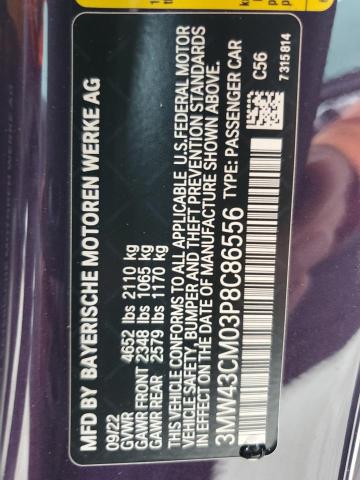 MFD BY BAYERISCHE MOTOREN WERKE AG
09/22
GVWR 4652 lbs 2110 kg
GAWR FRONT 2348 lbs 1065 kg
GAWR REAR 2579 lbs 1170 kg
THIS VEHICLE CONFORMS TO ALL APPLICABLE U.S.FEDERAL MOTOR
VEHICLE SAFETY, BUMPER AND THEFT PREVENTION STANDARDS
IN EFFECT ON THE DATE OF MANUFACTURE SHOWN ABOVE.
3MW43CM03P8C86556 TYPE: PASSENGER CAR
C56
7 315 814